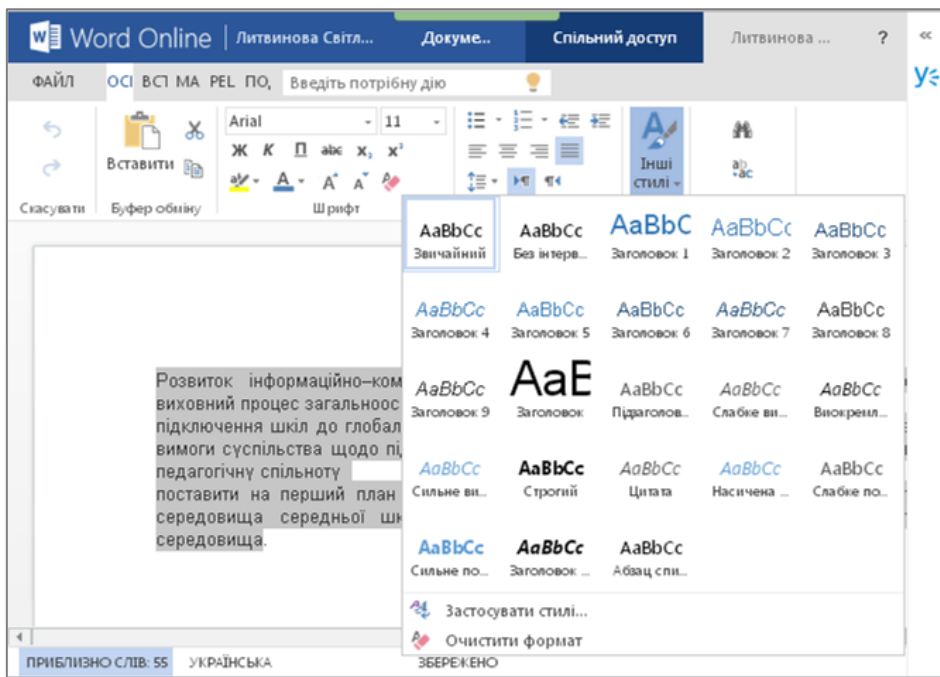 Word Online | Литвинова Світл... Докуме... Спільний доступ Литвинова ... ? «
ФАЙЛ ОСІ ВСТ МА PEL ПО, Введіть потрібну дію
Arial 11
Вставити Ж К П abc x₂ x² Інші стилі
Скасувати Буфер обміну Шрифт
AaBbCc AaBbCc AaBbC AaBbCc AaBbCc
Звичайний Без інтерв... Заголовок 1 Заголовок 2 Заголовок 3
AaBbCc AaBbCc AaBbCc AaBbCc AaBbCc
Заголовок 4 Заголовок 5 Заголовок 6 Заголовок 7 Заголовок 8
AaBbCc AaE AaBbCc AaBbCc AaBbCc
Заголовок 9 Заголовок Підзаголов... Слабке ви... Виокремл...
AaBbCc AaBbCc AaBbCc AaBbCc AaBbCc
Сильне ви... Строгий Цитата Насичена ... Слабке по...
AaBbCc AaBbCc AaBbCc
Сильне по... Заголовок ... Абзац спи...
Застосувати стилі...
Очистити формат
Розвиток інформаційно–ком
виховний процес загальноос
підключення шкіл до глобал
вимоги суспільства щодо пі
педагогічну спільноту
поставити на перший план
середовища середньої шк
середовища.
ПРИБЛИЗНО СЛІВ: 55 УКРАЇНСЬКА ЗБЕРЕЖЕНО